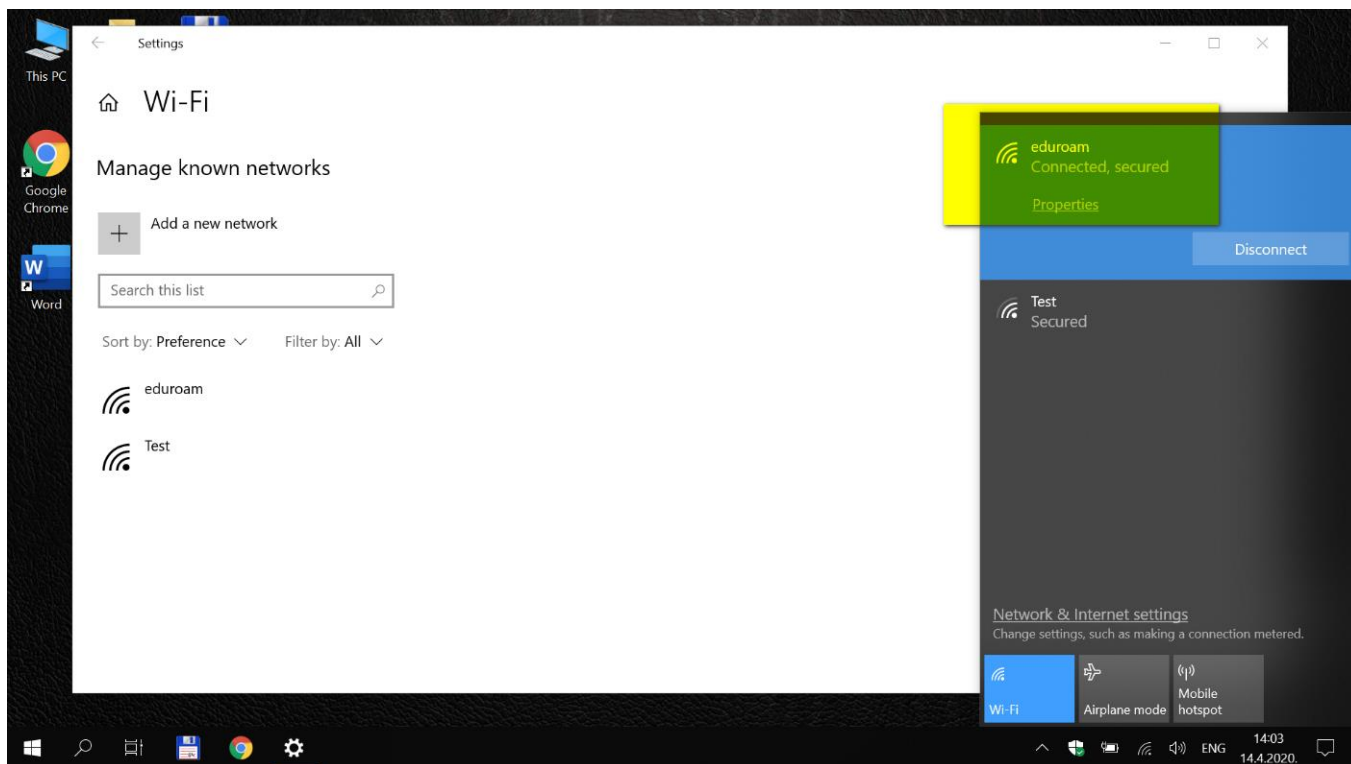 This PC
Google
Chrome
W
Word
Settings
Wi-Fi
Manage known networks
Add a new network
Search this list
Sort by: Preference
Filter by: All
eduroam
Test
eduroam
Connected, secured
Properties
Disconnect
Test
Secured
Network & Internet settings
Change settings, such as making a connection metered.
Wi-Fi
Airplane mode
Mobile
hotspot
ENG
14:03
14.4.2020.